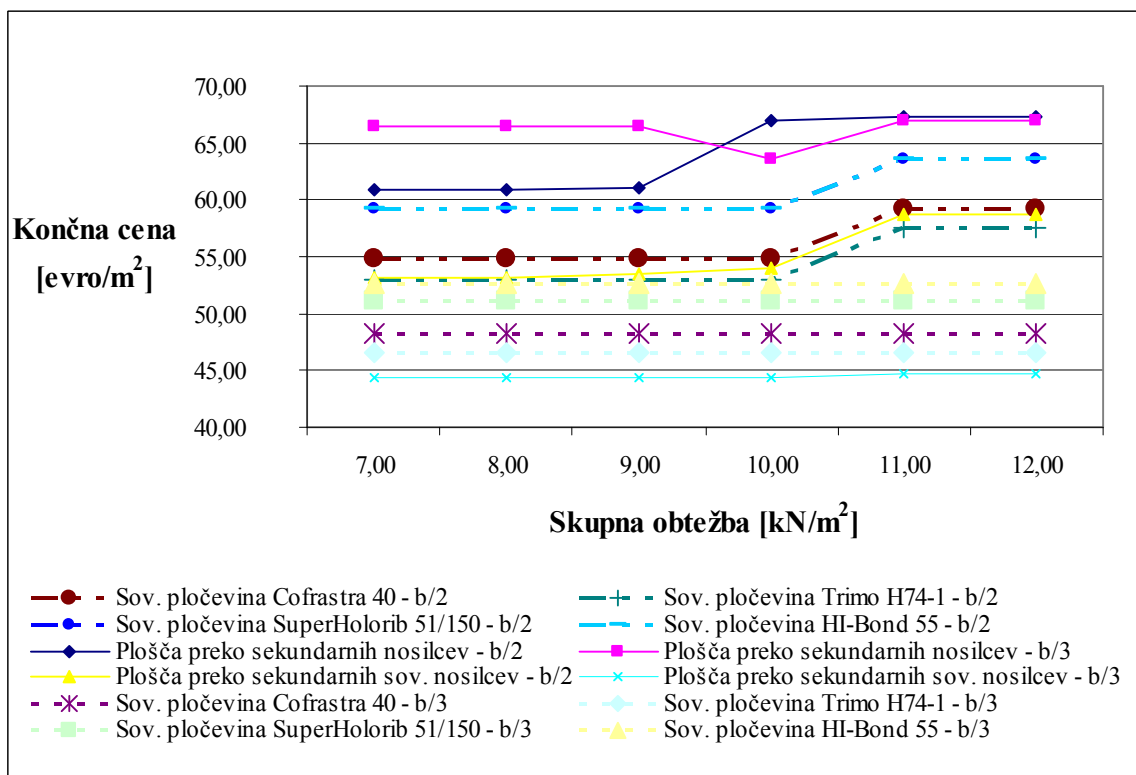 70,00
65,00
60,00
55,00
50,00
45,00
40,00
Končna cena
[evro/m²]
7,00 8,00 9,00 10,00 11,00 12,00
Skupna obtežba [kN/m²]
Sov. pločevina Cofrastra 40 - b/2 Sov. pločevina Trimo H74-1 - b/2
Sov. pločevina SuperHolorib 51/150 - b/2 Sov. pločevina HI-Bond 55 - b/2
Plošča preko sekundarnih nosilcev - b/2 Plošča preko sekundarnih nosilcev - b/3
Plošča preko sekundarnih sov. nosilcev - b/2 Plošča preko sekundarnih sov. nosilcev - b/3
Sov. pločevina Cofrastra 40 - b/3 Sov. pločevina Trimo H74-1 - b/3
Sov. pločevina SuperHolorib 51/150 - b/3 Sov. pločevina HI-Bond 55 - b/3